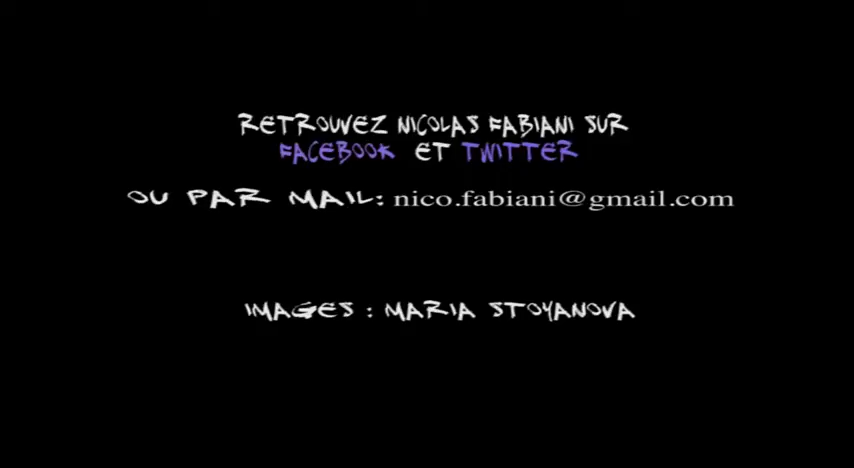 RETROUVEZ NICOLAS FABIANI SUR
FACEBOOK ET TWITTER
OU PAR MAIL: nico.fabiani@gmail.com
IMAGES : MARIA STOYANOVA